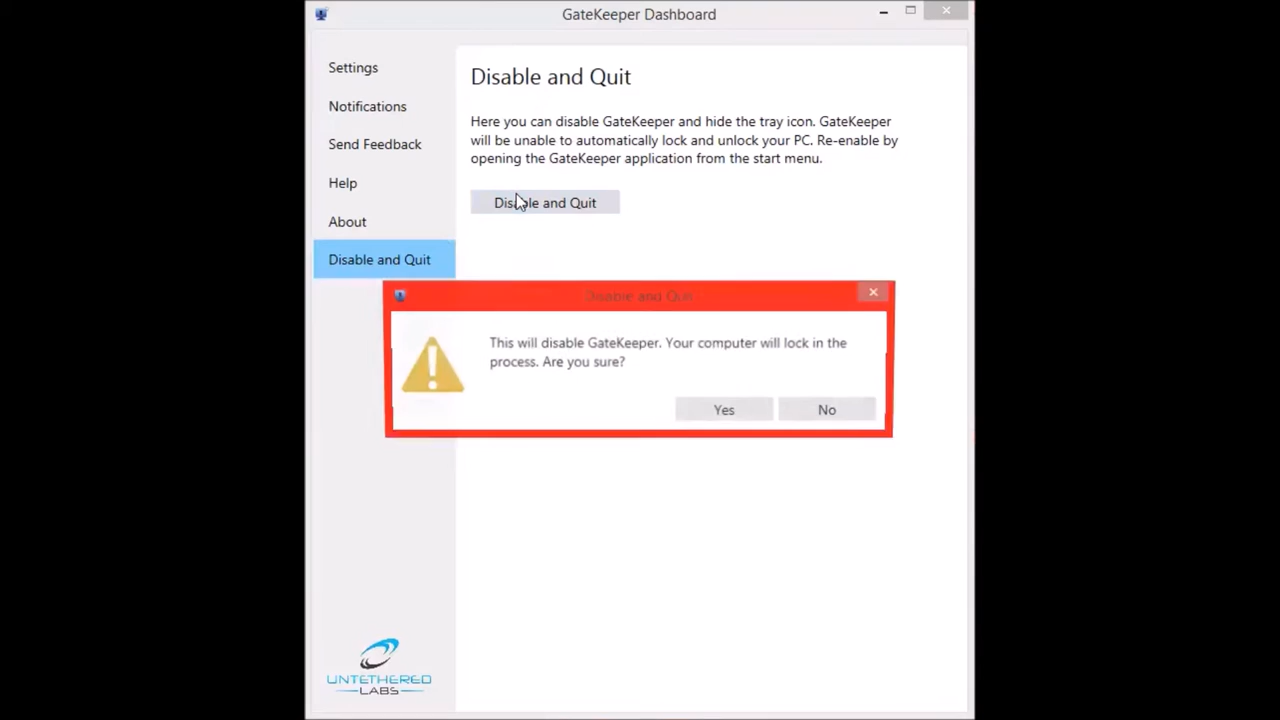 GateKeeper Dashboard
Settings
Notifications
Send Feedback
Help
About
Disable and Quit
Disable and Quit
Here you can disable GateKeeper and hide the tray icon. GateKeeper
will be unable to automatically lock and unlock your PC. Re-enable by
opening the GateKeeper application from the start menu.
Disable and Quit
Disable and Quit
This will disable GateKeeper. Your computer will lock in the
process. Are you sure?
Yes
No
UNTETHERED
LABS